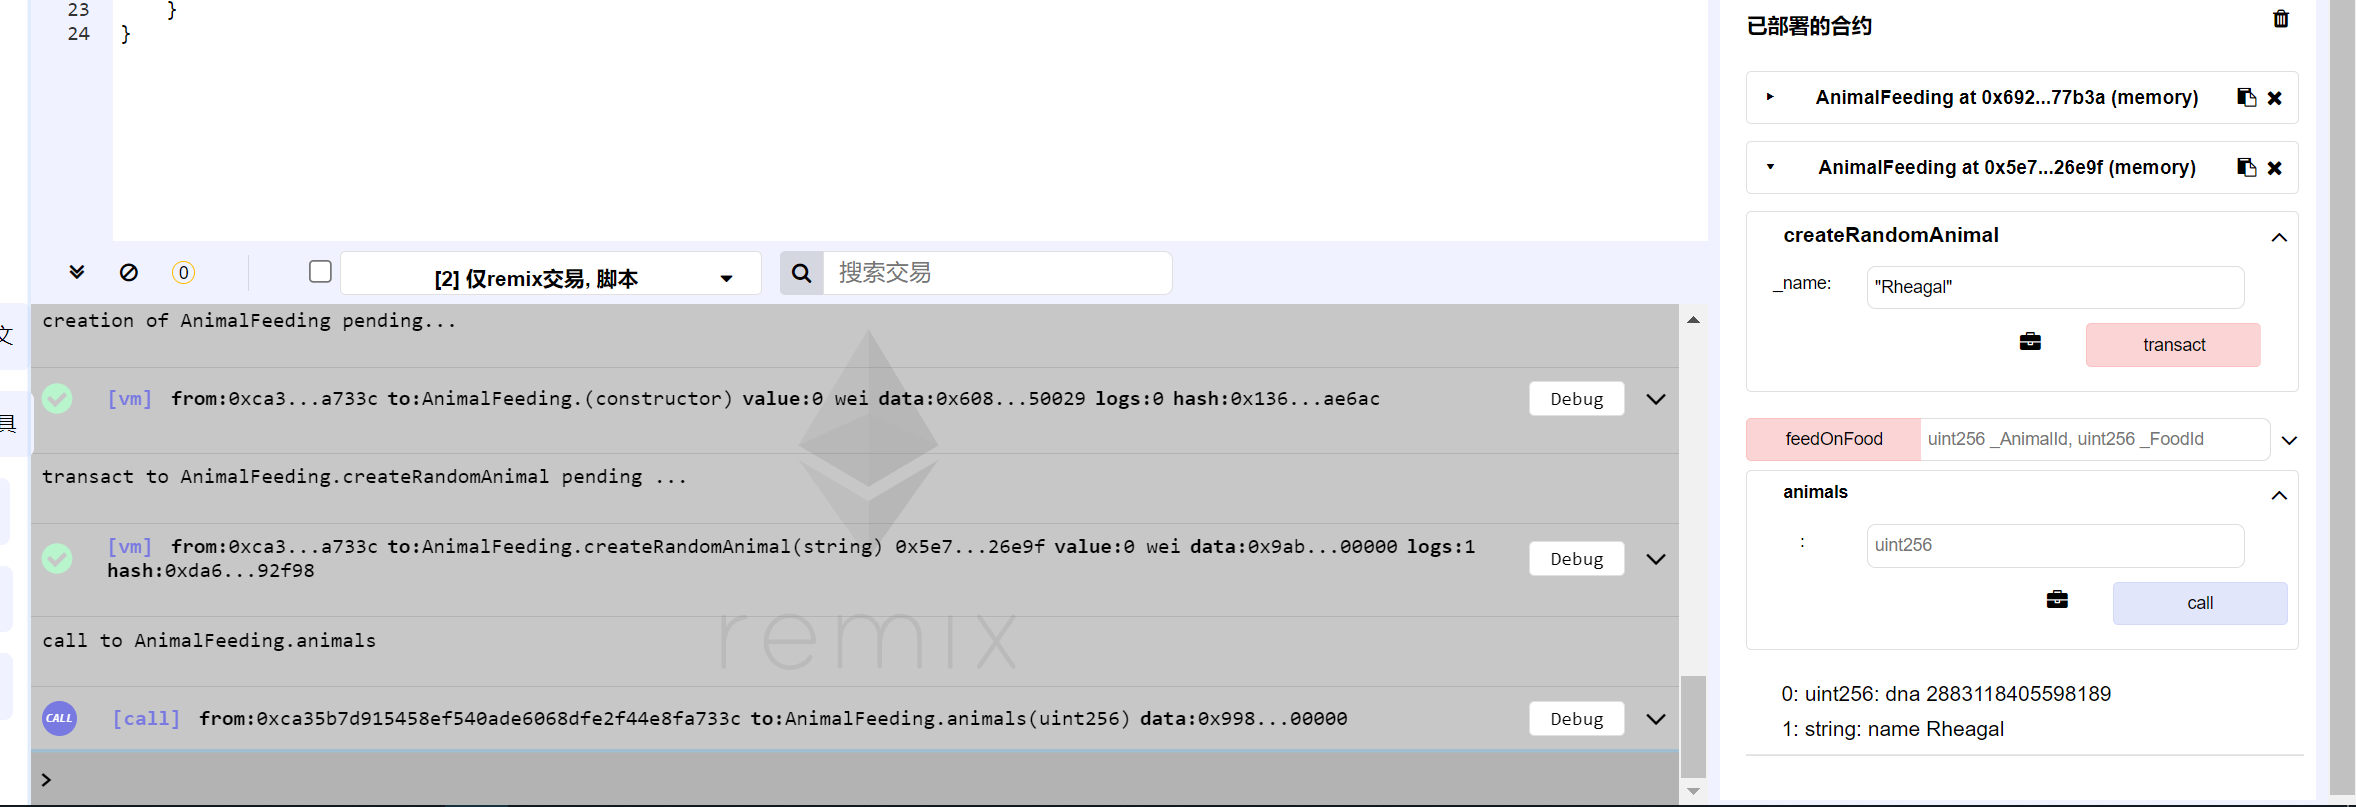 23 }
24 }
[2] 仅remix交易, 脚本
搜索交易
0
文
具
creation of AnimalFeeding pending...
[vm] from:0xca3...a733c to:AnimalFeeding.(constructor) value:0 wei data:0x608...50029 logs:0 hash:0x136...ae6ac
Debug
transact to AnimalFeeding.createRandomAnimal pending ...
[vm] from:0xca3...a733c to:AnimalFeeding.createRandomAnimal(string) 0x5e7...26e9f value:0 wei data:0x9ab...00000 logs:1
hash:0xda6...92f98
Debug
remix
call to AnimalFeeding.animals
CALL [call] from:0xca35b7d915458ef540ade6068dfe2f44e8fa733c to:AnimalFeeding.animals(uint256) data:0x998...00000
Debug
>
已部署的合约
AnimalFeeding at 0x692...77b3a (memory)
AnimalFeeding at 0x5e7...26e9f (memory)
createRandomAnimal
_name: "Rheagal"
transact
feedOnFood uint256 _AnimalId, uint256 _FoodId
animals
: uint256
call
0: uint256: dna 2883118405598189
1: string: name Rheagal